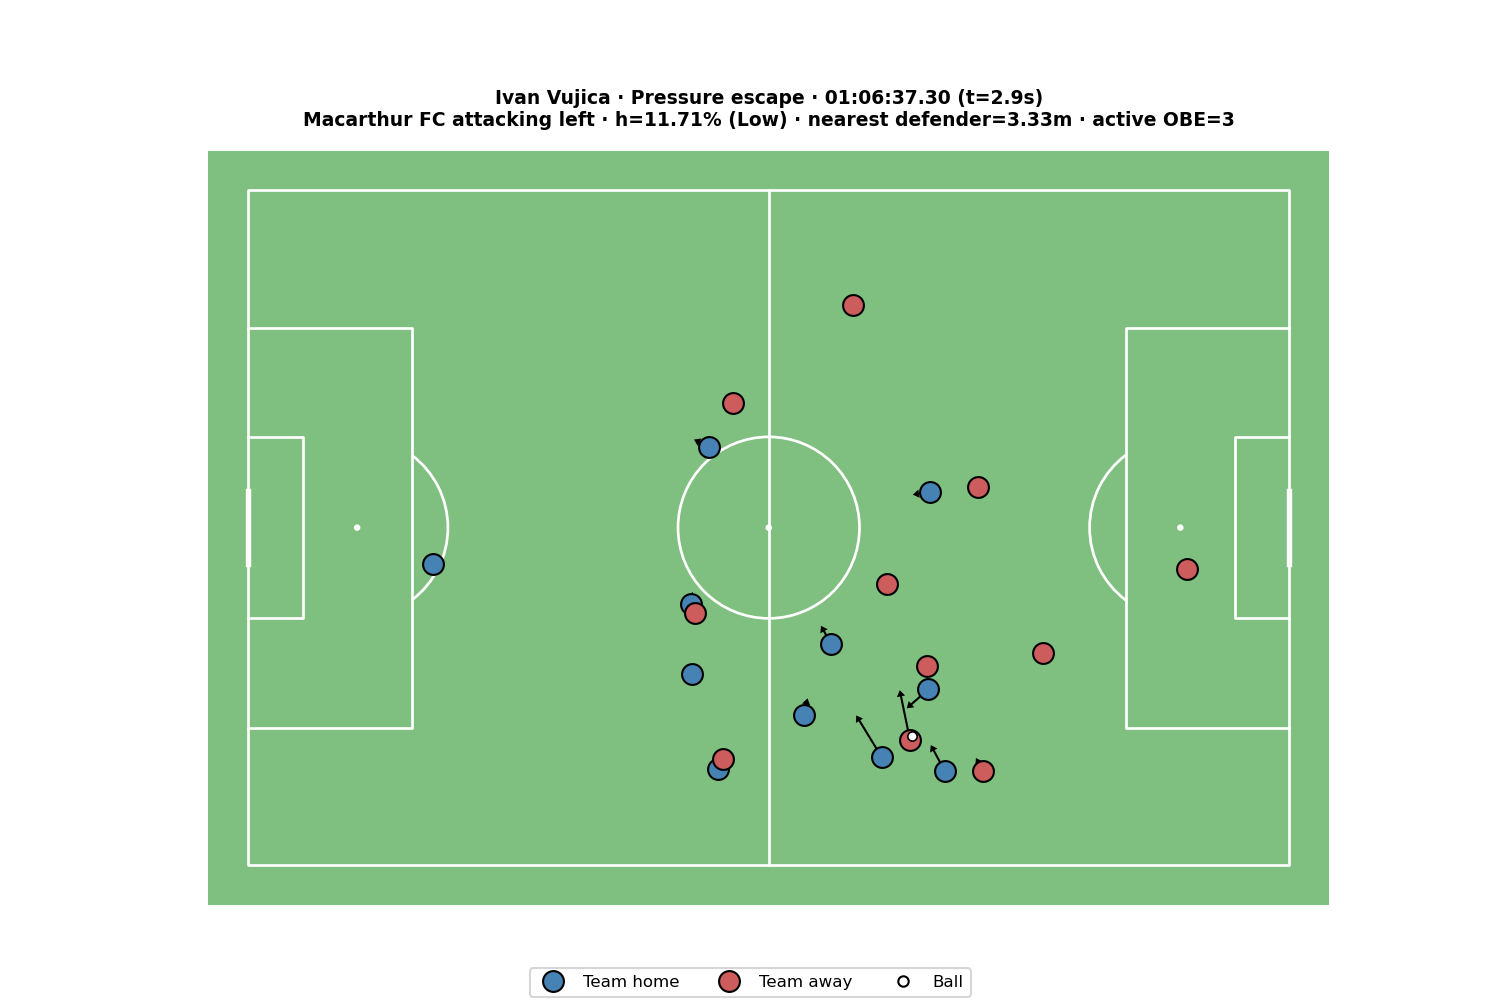 Ivan Vujica · Pressure escape · 01:06:37.30 (t=2.9s)
Macarthur FC attacking left · h=11.71% (Low) · nearest defender=3.33m · active OBE=3
Team home
Team away
Ball